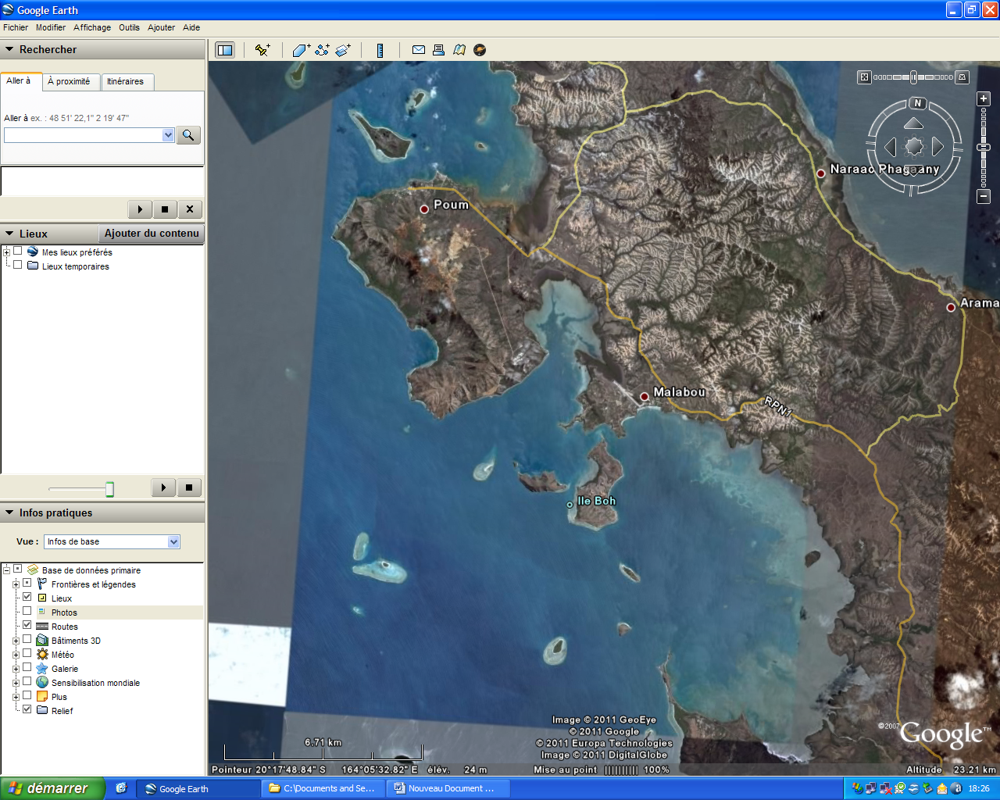 Google Earth
Fichier Modifier Affichage Outils Ajouter Aide
Rechercher
Aller à À proximité Itinéraires
Aller à ex. : 48 51' 22,1" 2 19' 47"
Lieux Ajouter du contenu
Mes lieux préférés
Lieux temporaires
Infos pratiques
Vue : Infos de base
Base de données primaire
Frontières et légendes
Lieux
Photos
Routes
Bâtiments 3D
Météo
Galerie
Sensibilisation mondiale
Plus
Relief
N
Naraac Phagaany
Poum
Arama
Malabou
RPN1
Ile Boh
Image © 2011 GeoEye
© 2011 Google
© 2011 Europa Technologies
Image © 2011 DigitalGlobe
©2007 Google™
6.71 km
Pointeur 20°17'48.84" S 164°05'32.82" E élév. 24 m Mise au point |||||||||| 100% Altitude 23.21 km
démarrer Google Earth C:\Documents and Se... Nouveau Document ... 18:26